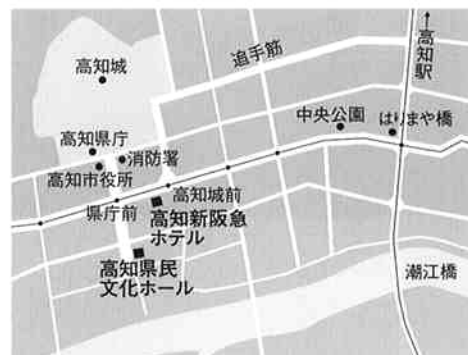 ↑高知駅
追手筋
高知城
中央公園
はりまや橋
高知県庁
消防署
高知市役所
高知城前
県庁前
高知新阪急
ホテル
高知県民
文化ホール
潮江橋